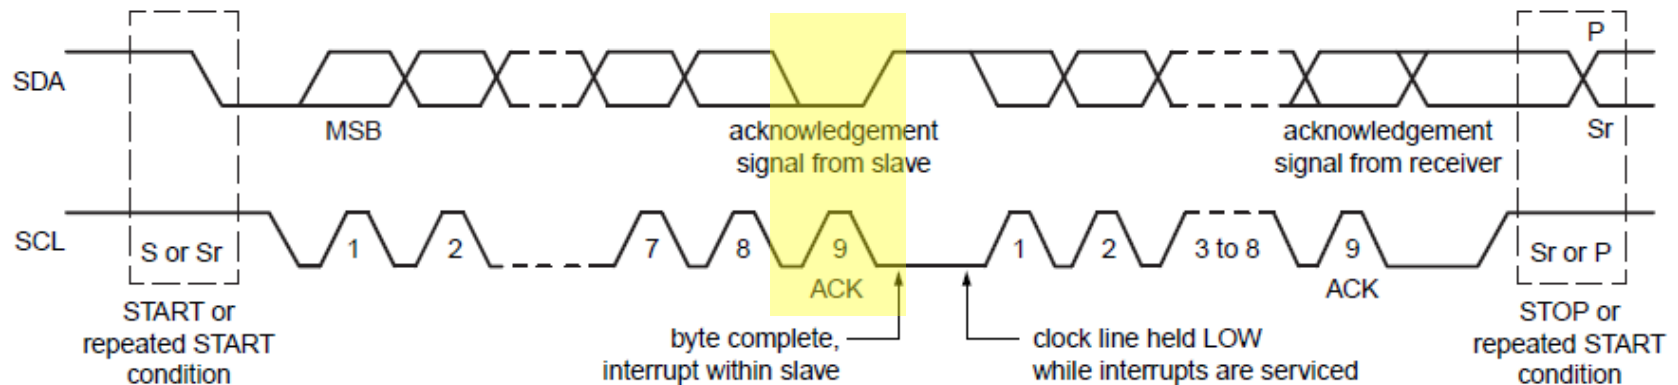 P
SDA
MSB
acknowledgement
signal from slave
acknowledgement
signal from receiver
Sr
SCL
S or Sr
1
2
7
8
9
1
2
3 to 8
9
Sr or P
ACK
ACK
START or
repeated START
condition
byte complete,
interrupt within slave
clock line held LOW
while interrupts are serviced
STOP or
repeated START
condition